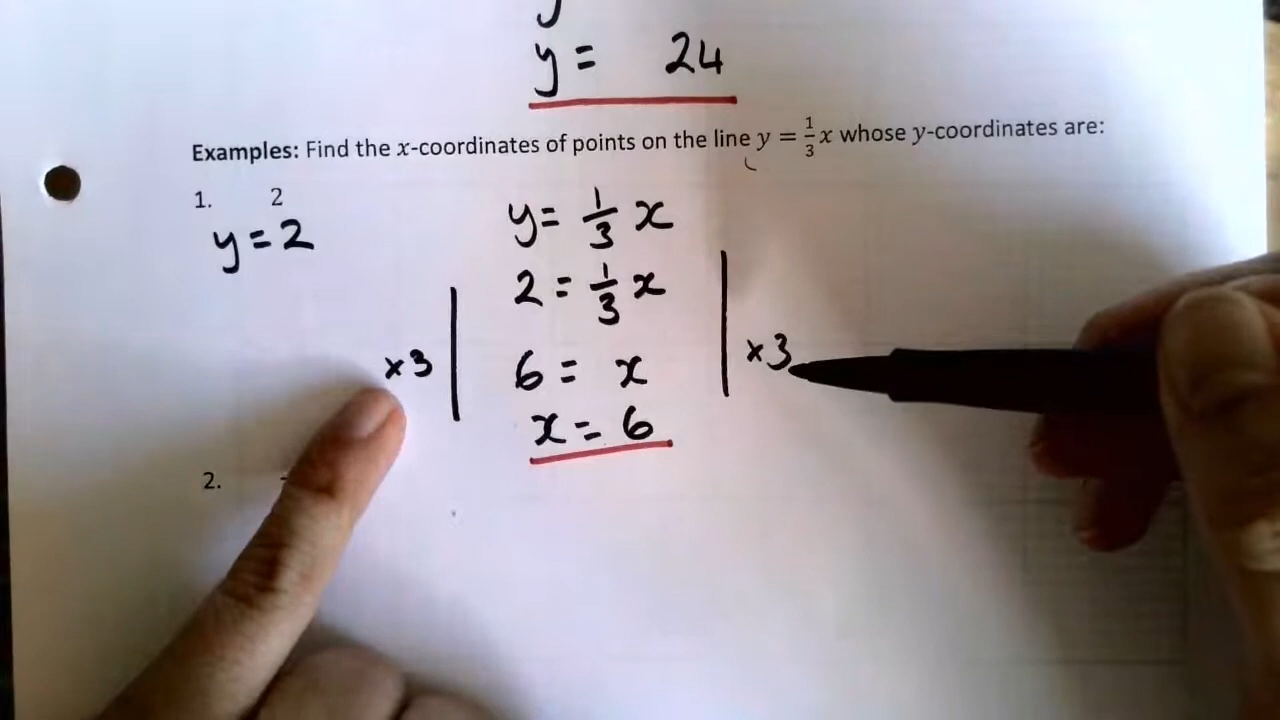 y = 24
Examples: Find the x-coordinates of points on the line y = 1/3 x whose y-coordinates are:
1. 2
y = 2
y = 1/3 x
2 = 1/3 x
×3 | 6 = x | ×3
x = 6
2.